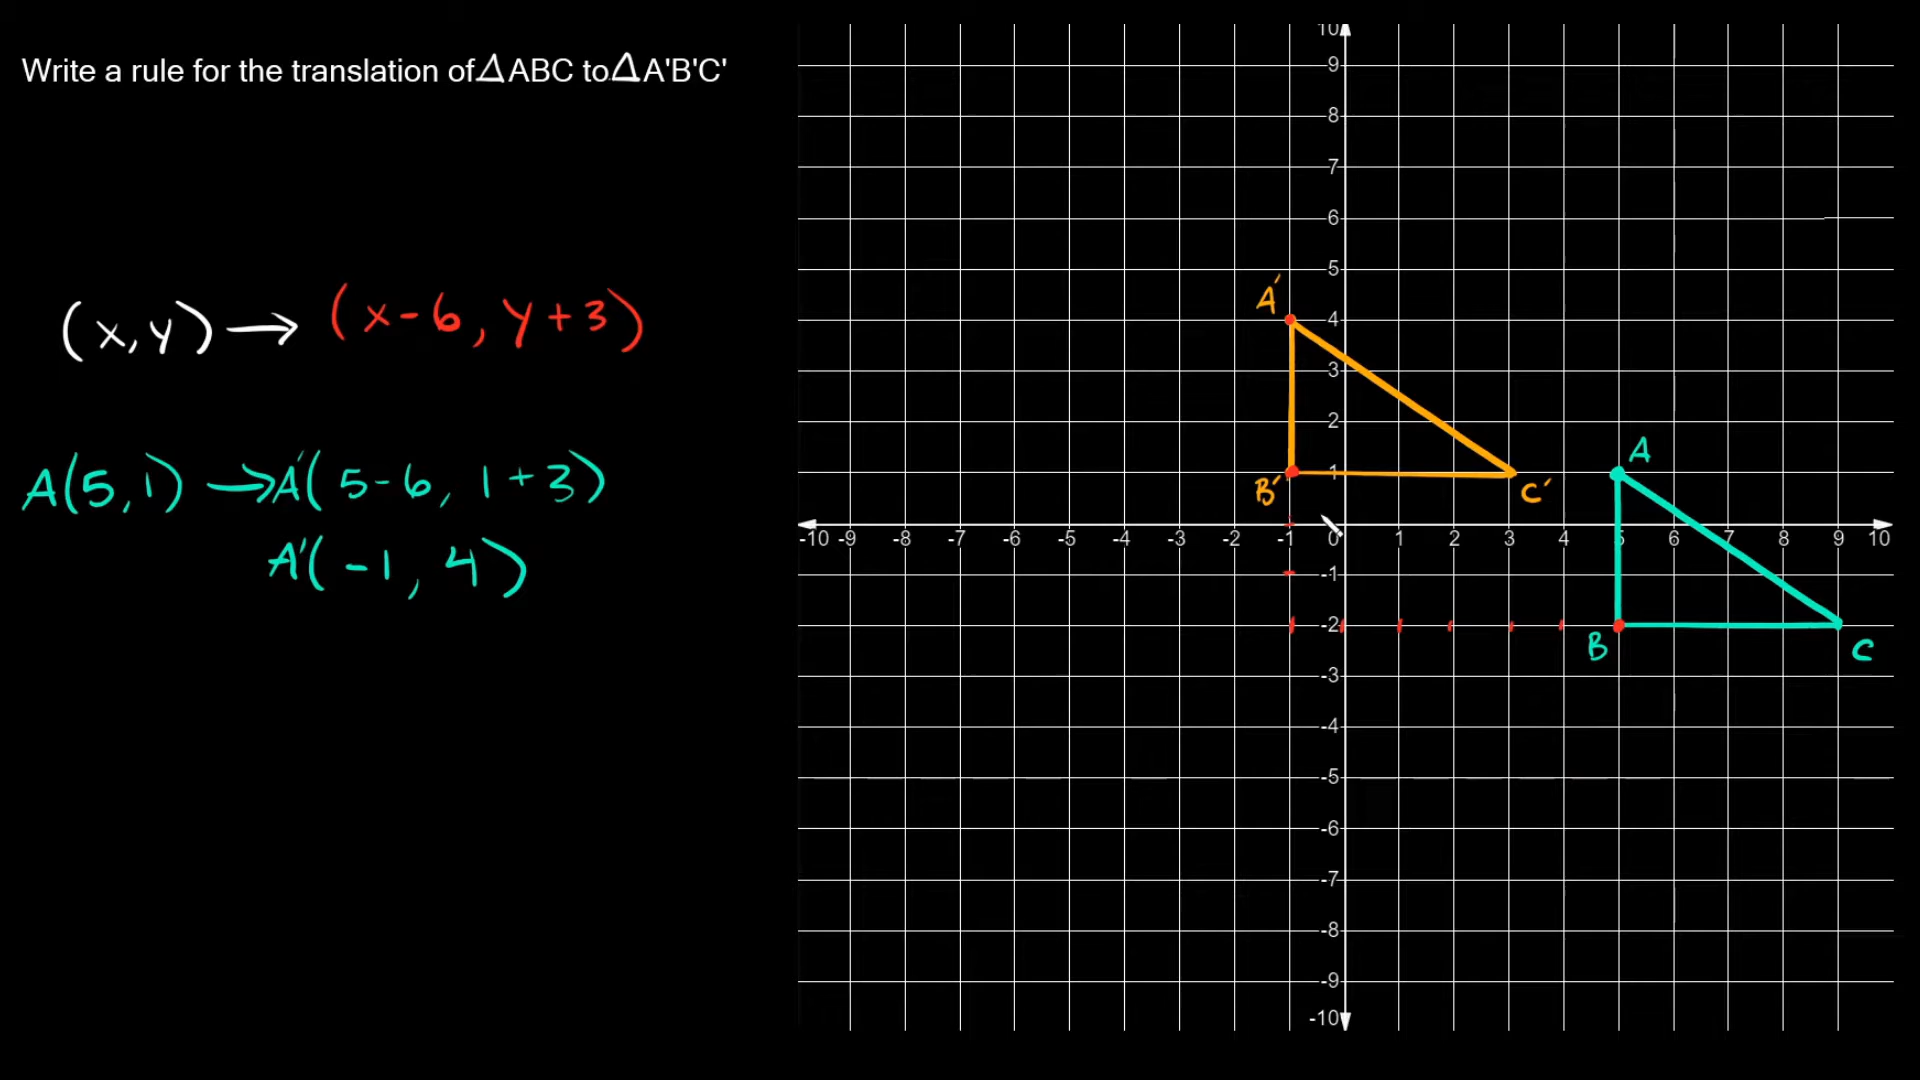 Write a rule for the translation of △ABC to △A'B'C'
(x,y) → (x-6, y+3)
A(5,1) → A'(5-6, 1+3)
A'(-1, 4)
10
9
8
7
6
5
A' 4
3
2
A
1
B' C'
-10 -9 -8 -7 -6 -5 -4 -3 -2 -1 0 1 2 3 4 5 6 7 8 9 10
-1
-2
B C
-3
-4
-5
-6
-7
-8
-9
-10